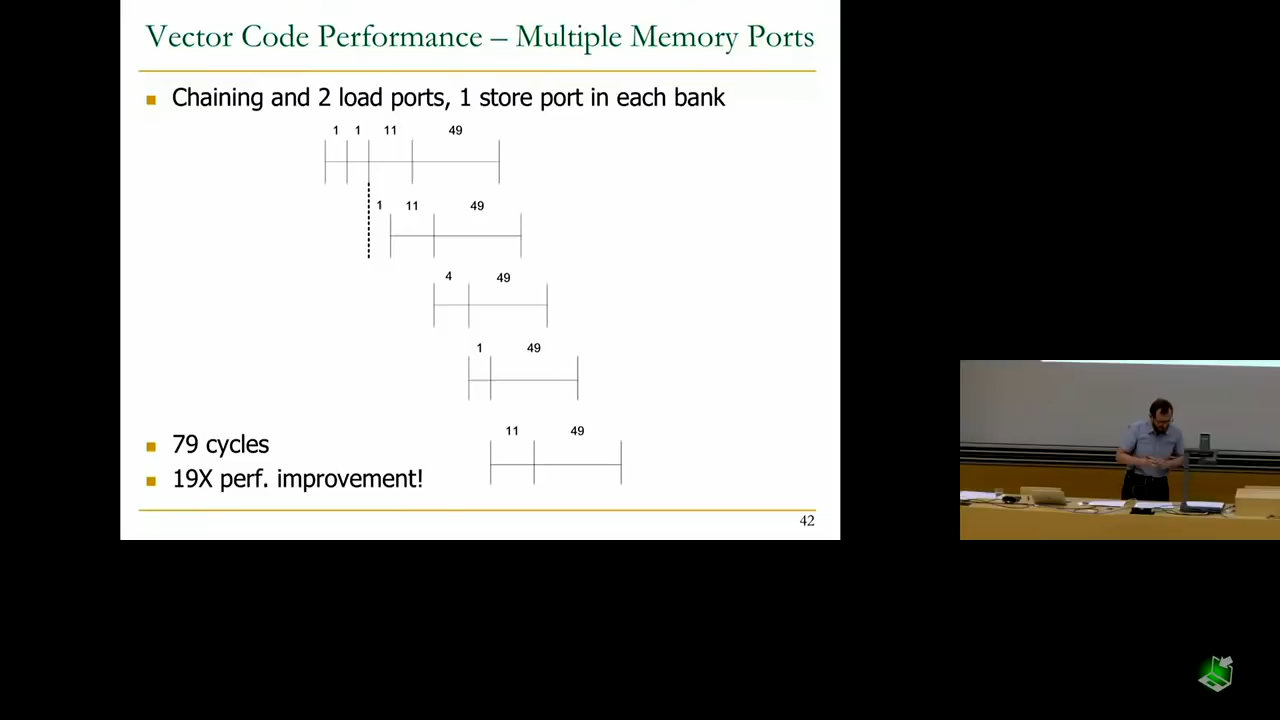 Vector Code Performance – Multiple Memory Ports
Chaining and 2 load ports, 1 store port in each bank
1 1 11 49
1 11 49
4 49
1 49
11 49
79 cycles
19X perf. improvement!
42